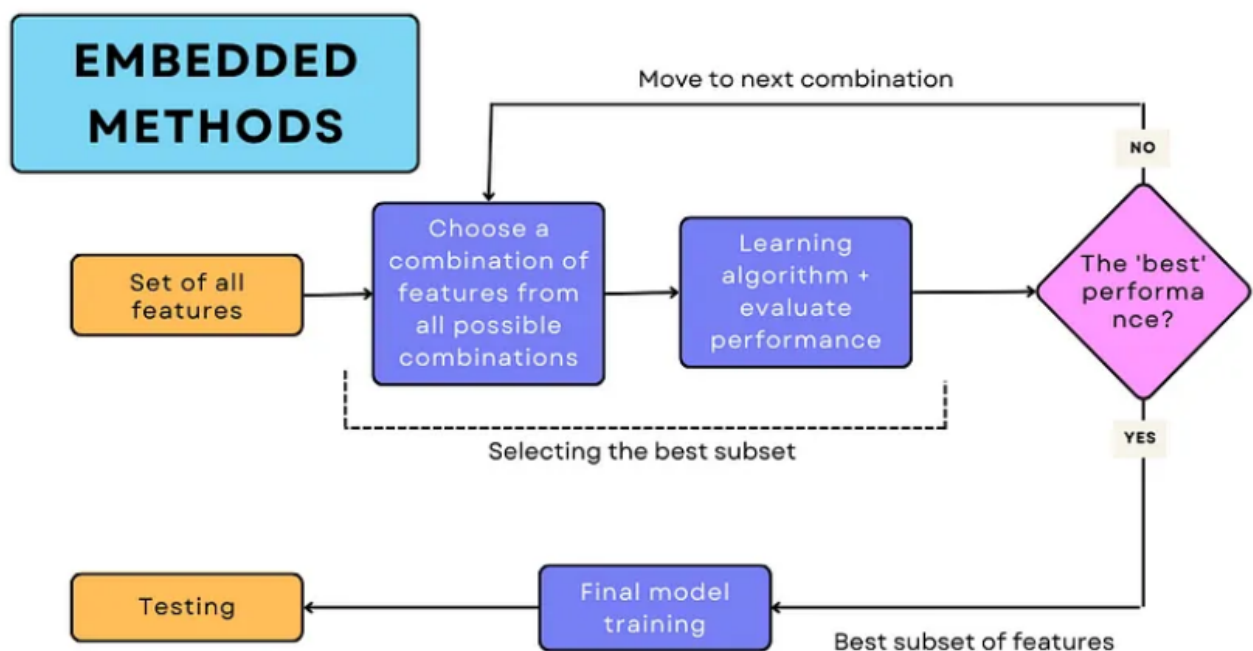 EMBEDDED
METHODS
Move to next combination
NO
Set of all
features
Choose a
combination of
features from
all possible
combinations
Learning
algorithm +
evaluate
performance
The 'best'
performa
nce?
Selecting the best subset
YES
Testing
Final model
training
Best subset of features